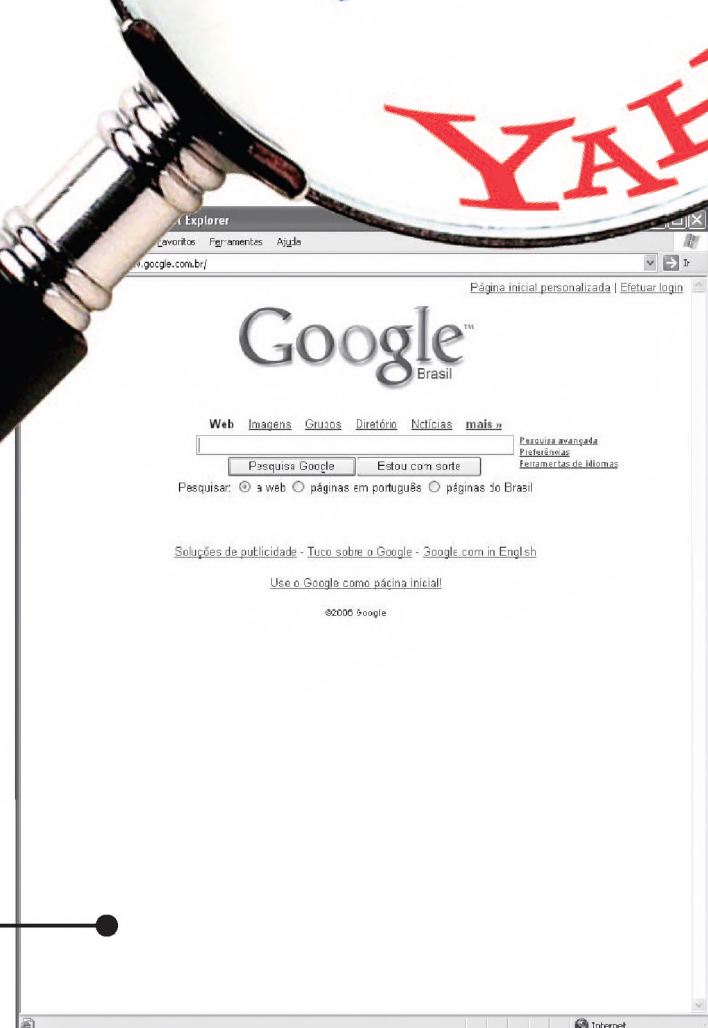 YAH
Explorer
Favoritos Ferramentas Ajuda
w.google.com.br/
Ir
Página inicial personalizada | Efetuar login
Google™
Brasil
Web Imagens Grupos Diretório Notícias mais »
Pesquisa avançada
Preferências
Ferramentas de idiomas
Pesquisa Google Estou com sorte
Pesquisar: a web páginas em português páginas do Brasil
Soluções de publicidade - Tudo sobre o Google - Google.com in English
Use o Google como página inicial!
©2006 Google
Internet